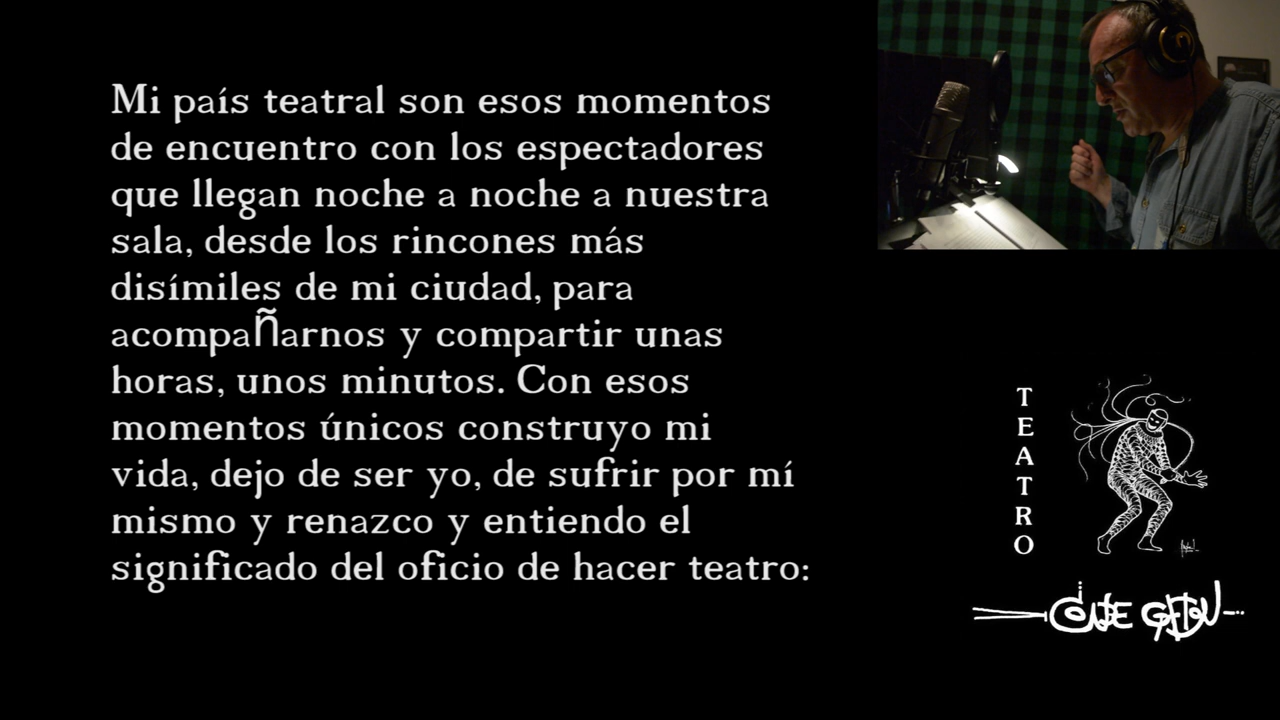 Mi país teatral son esos momentos
de encuentro con los espectadores
que llegan noche a noche a nuestra
sala, desde los rincones más
disímiles de mi ciudad, para
acompañarnos y compartir unas
horas, unos minutos. Con esos
momentos únicos construyo mi
vida, dejo de ser yo, de sufrir por mí
mismo y renazco y entiendo el
significado del oficio de hacer teatro:
TEATRO